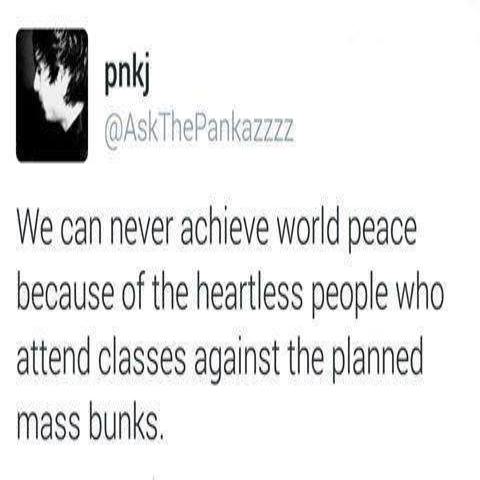 pnkj
@AskThePankazzzz
We can never achieve world peace
because of the heartless people who
attend classes against the planned
mass bunks.